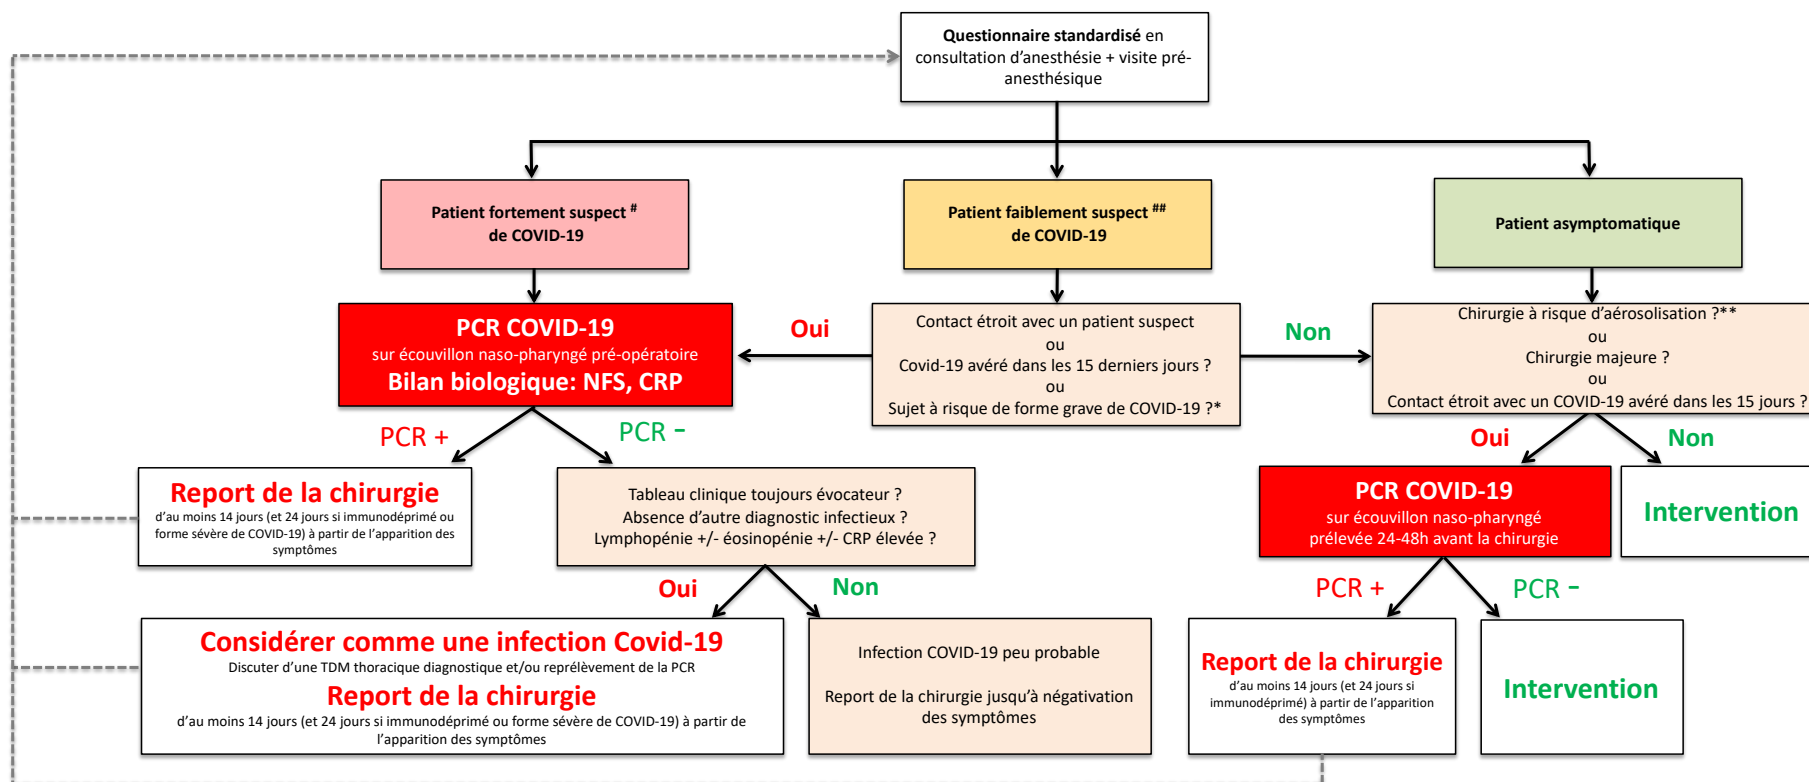 Questionnaire standardisé en
consultation d'anesthésie + visite pré-
anesthésique
Patient fortement suspect #
de COVID-19
Patient faiblement suspect ##
de COVID-19
Patient asymptomatique
PCR COVID-19
sur écouvillon naso-pharyngé pré-opératoire
Bilan biologique: NFS, CRP
Oui
Contact étroit avec un patient suspect
ou
Covid-19 avéré dans les 15 derniers jours ?
ou
Sujet à risque de forme grave de COVID-19 ?*
Non
Chirurgie à risque d'aérosolisation ?**
ou
Chirurgie majeure ?
ou
Contact étroit avec un COVID-19 avéré dans les 15 jours ?
PCR +
PCR -
Oui
Non
Report de la chirurgie
d'au moins 14 jours (et 24 jours si immunodéprimé ou
forme sévère de COVID-19) à partir de l'apparition des
symptômes
Tableau clinique toujours évocateur ?
Absence d'autre diagnostic infectieux ?
Lymphopénie +/- éosinopénie +/- CRP élevée ?
PCR COVID-19
sur écouvillon naso-pharyngé
prélevée 24-48h avant la chirurgie
Intervention
Oui
Non
PCR +
PCR -
Considérer comme une infection Covid-19
Discuter d'une TDM thoracique diagnostique et/ou reprélèvement de la PCR
Report de la chirurgie
d'au moins 14 jours (et 24 jours si immunodéprimé ou forme sévère de COVID-19) à partir de
l'apparition des symptômes
Infection COVID-19 peu probable
Report de la chirurgie jusqu'à négativation
des symptômes
Report de la chirurgie
d'au moins 14 jours (et 24 jours si
immunodéprimé) à partir de l'apparition
des symptômes
Intervention